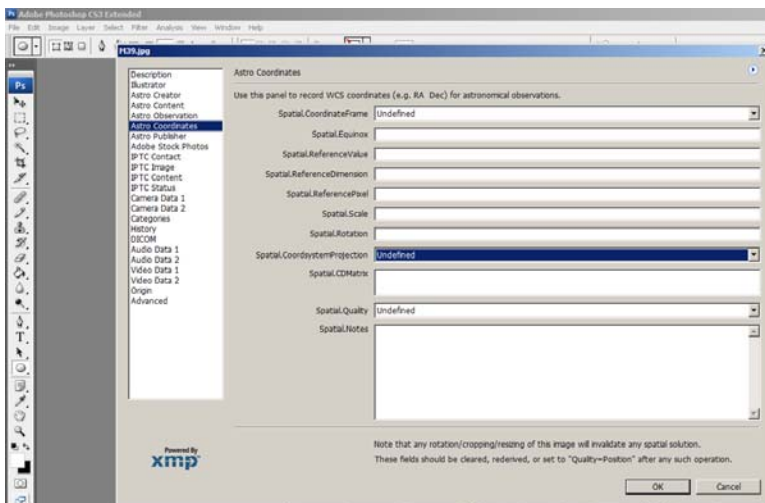 Adobe Photoshop CS3 Extended
File Edit Image Layer Select Filter Analysis View Window Help
M39.jpg
Ps
Description
Illustrator
Astro Creator
Astro Content
Astro Observation
Astro Coordinates
Astro Publisher
Adobe Stock Photos
IPTC Contact
IPTC Image
IPTC Content
IPTC Status
Camera Data 1
Camera Data 2
Categories
History
DICOM
Audio Data 1
Audio Data 2
Video Data 1
Video Data 2
Origin
Advanced
Astro Coordinates
Use this panel to record WCS coordinates (e.g. RA Dec) for astronomical observations.
Spatial.CoordinateFrame Undefined
Spatial.Equinox
Spatial.ReferenceValue
Spatial.ReferenceDimension
Spatial.ReferencePixel
Spatial.Scale
Spatial.Rotation
Spatial.CoordsystemProjection Undefined
Spatial.CDMatrix
Spatial.Quality Undefined
Spatial.Notes
Powered By
xmp
Note that any rotation/cropping/resizing of this image will invalidate any spatial solution.
These fields should be cleared, rederived, or set to "Quality=Position" after any such operation.
OK Cancel